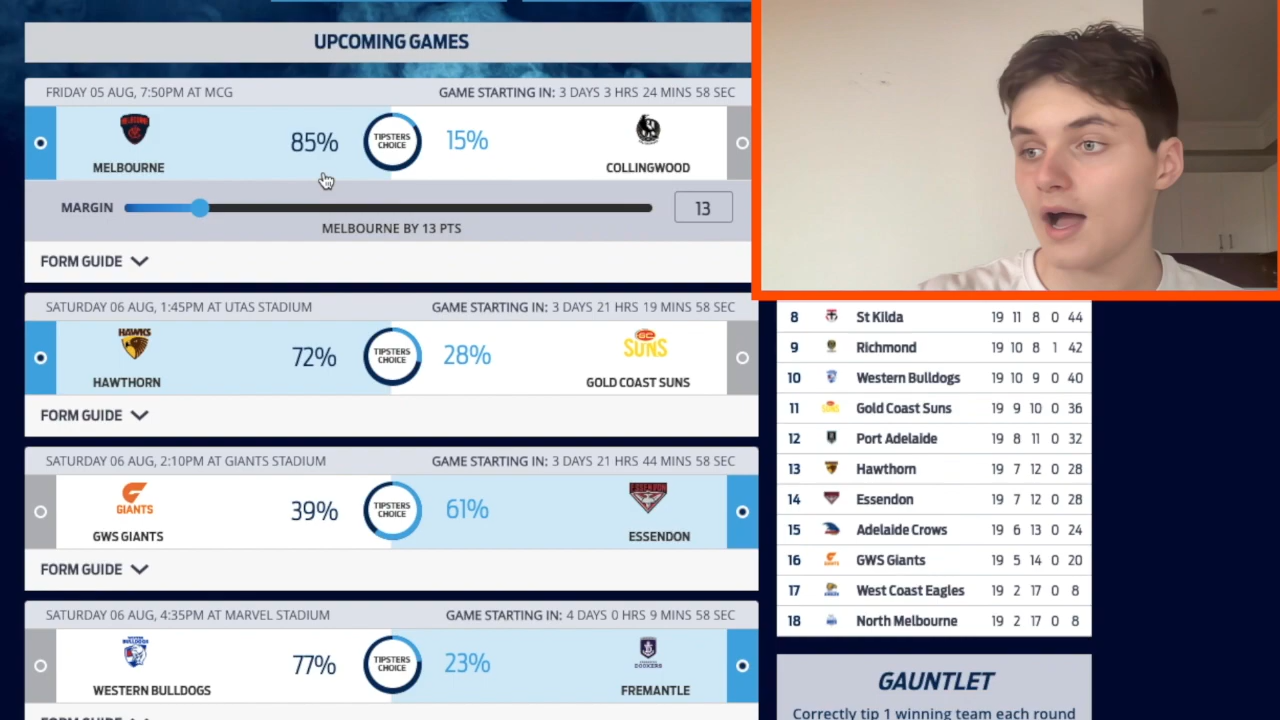 UPCOMING GAMES
FRIDAY 05 AUG, 7:50PM AT MCG
GAME STARTING IN: 3 DAYS 3 HRS 24 MINS 58 SEC
MELBOURNE
85%
TIPSTERS
CHOICE
15%
MELBOURNE
COLLINGWOOD
MARGIN
13
MELBOURNE BY 13 PTS
FORM GUIDE
SATURDAY 06 AUG, 1:45PM AT UTAS STADIUM
GAME STARTING IN: 3 DAYS 21 HRS 19 MINS 58 SEC
HAWKS
72%
TIPSTERS
CHOICE
28%
GC
SUNS
HAWTHORN
GOLD COAST SUNS
FORM GUIDE
SATURDAY 06 AUG, 2:10PM AT GIANTS STADIUM
GAME STARTING IN: 3 DAYS 21 HRS 44 MINS 58 SEC
GIANTS
39%
TIPSTERS
CHOICE
61%
ESSENDON
GWS GIANTS
ESSENDON
FORM GUIDE
SATURDAY 06 AUG, 4:35PM AT MARVEL STADIUM
GAME STARTING IN: 4 DAYS 0 HRS 9 MINS 58 SEC
77%
TIPSTERS
CHOICE
23%
DOCKERS
WESTERN BULLDOGS
FREMANTLE
FORM GUIDE
8 St Kilda 19 11 8 0 44
9 Richmond 19 10 8 1 42
10 Western Bulldogs 19 10 9 0 40
11 Gold Coast Suns 19 9 10 0 36
12 Port Adelaide 19 8 11 0 32
13 Hawthorn 19 7 12 0 28
14 Essendon 19 7 12 0 28
15 Adelaide Crows 19 6 13 0 24
16 GWS Giants 19 5 14 0 20
17 West Coast Eagles 19 2 17 0 8
18 North Melbourne 19 2 17 0 8
GAUNTLET
Correctly tip 1 winning team each round